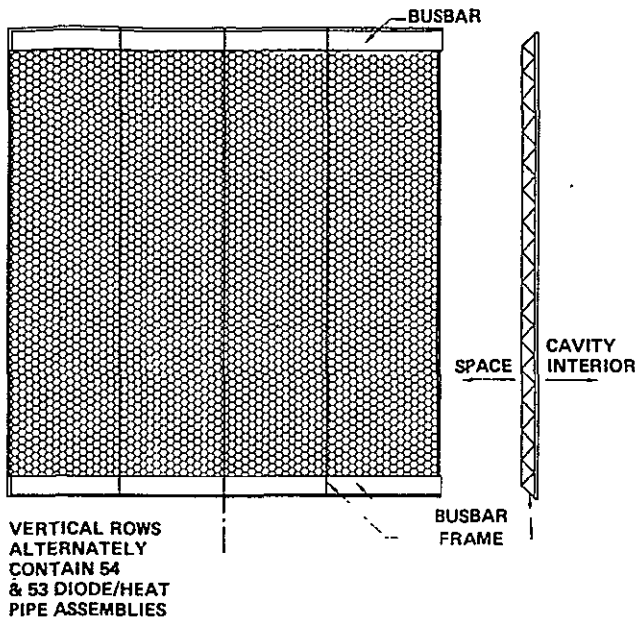 BUSBAR
SPACE
CAVITY
INTERIOR
BUSBAR
FRAME
VERTICAL ROWS
ALTERNATELY
CONTAIN 54
& 53 DIODE/HEAT
PIPE ASSEMBLIES